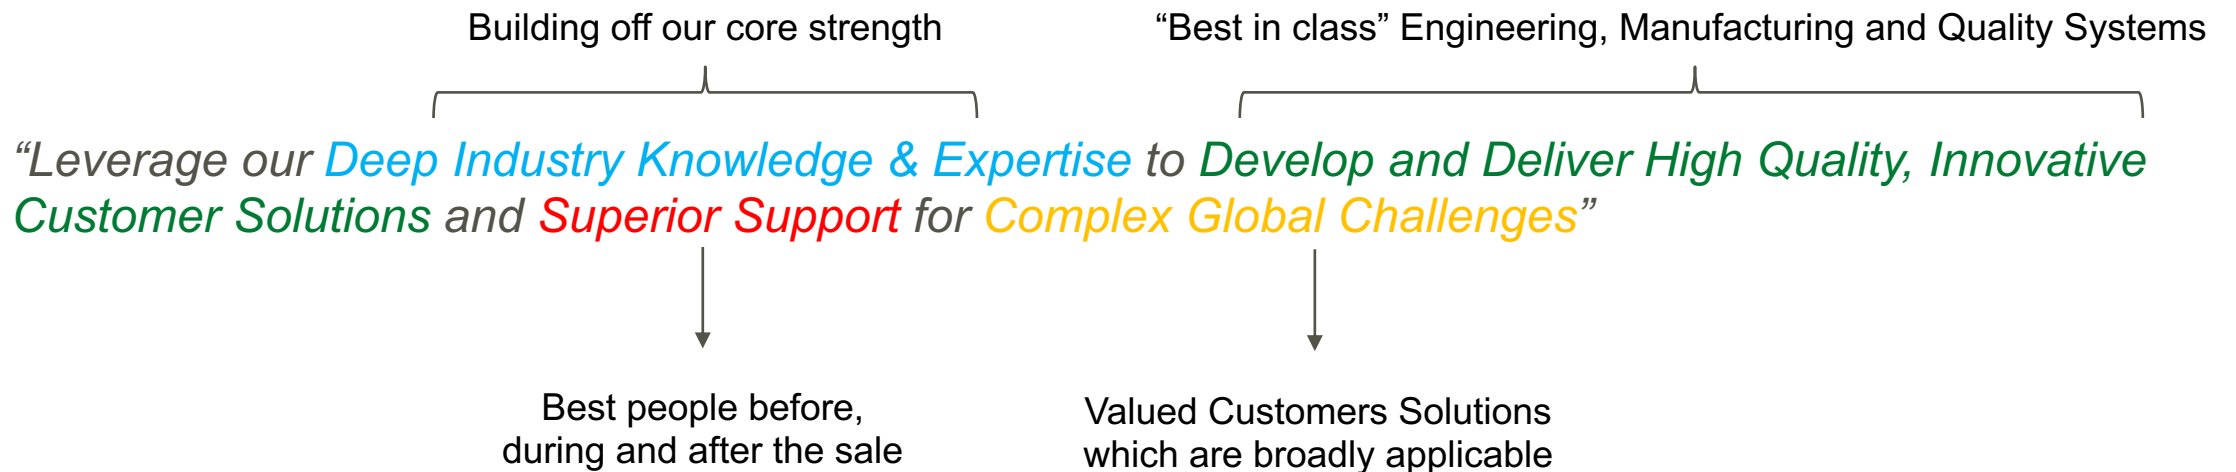 Building off our core strength
“Best in class” Engineering, Manufacturing and Quality Systems
“Leverage our Deep Industry Knowledge & Expertise to Develop and Deliver High Quality, Innovative
Customer Solutions and Superior Support for Complex Global Challenges”
Best people before,
during and after the sale
Valued Customers Solutions
which are broadly applicable